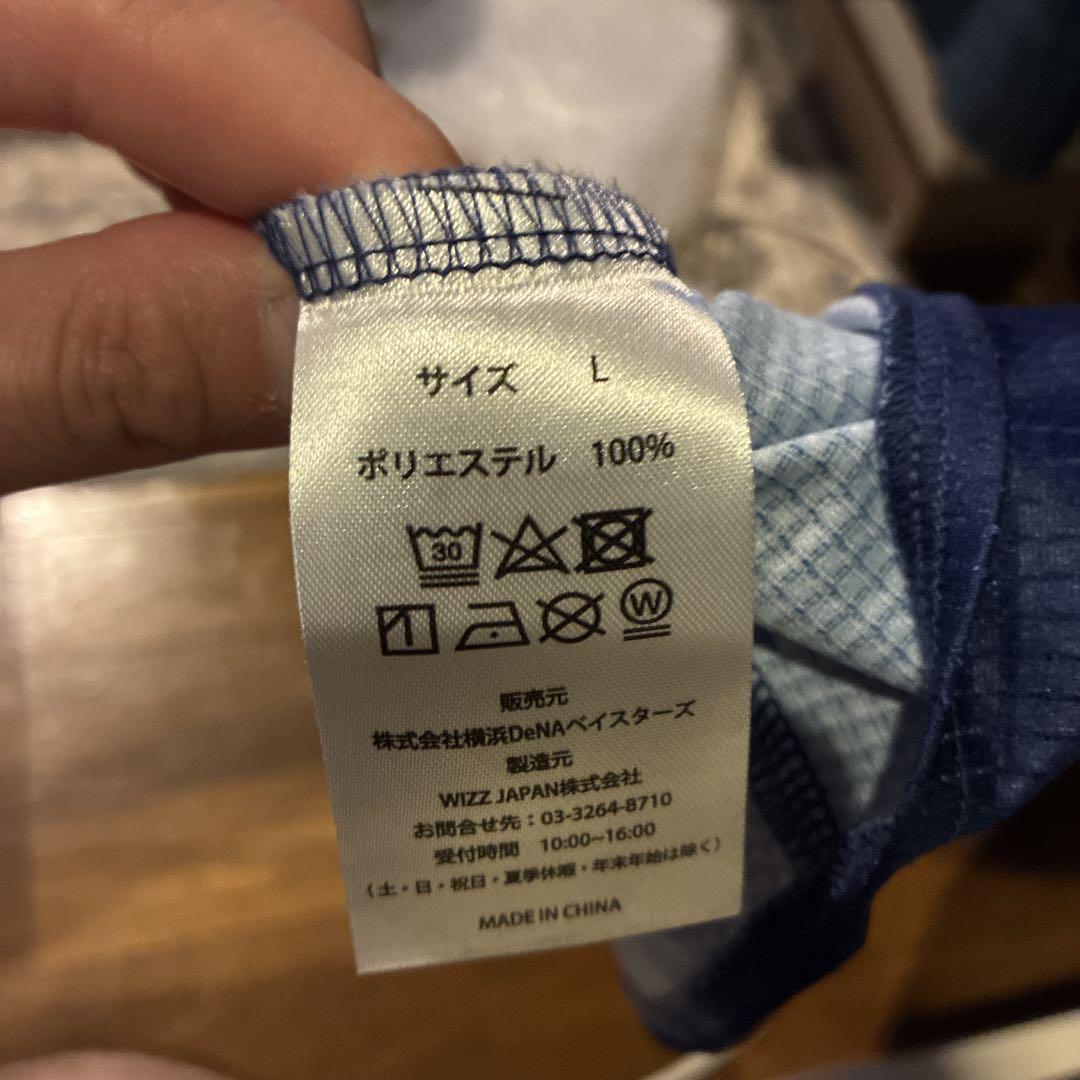 サイズ L
ポリエステル 100%
30
W
販売元
株式会社横浜DeNAベイスターズ
製造元
WIZZ JAPAN株式会社
お問合せ先：03-3264-8710
受付時間 10:00~16:00
（土・日・祝日・夏季休暇・年末年始は除く）
MADE IN CHINA